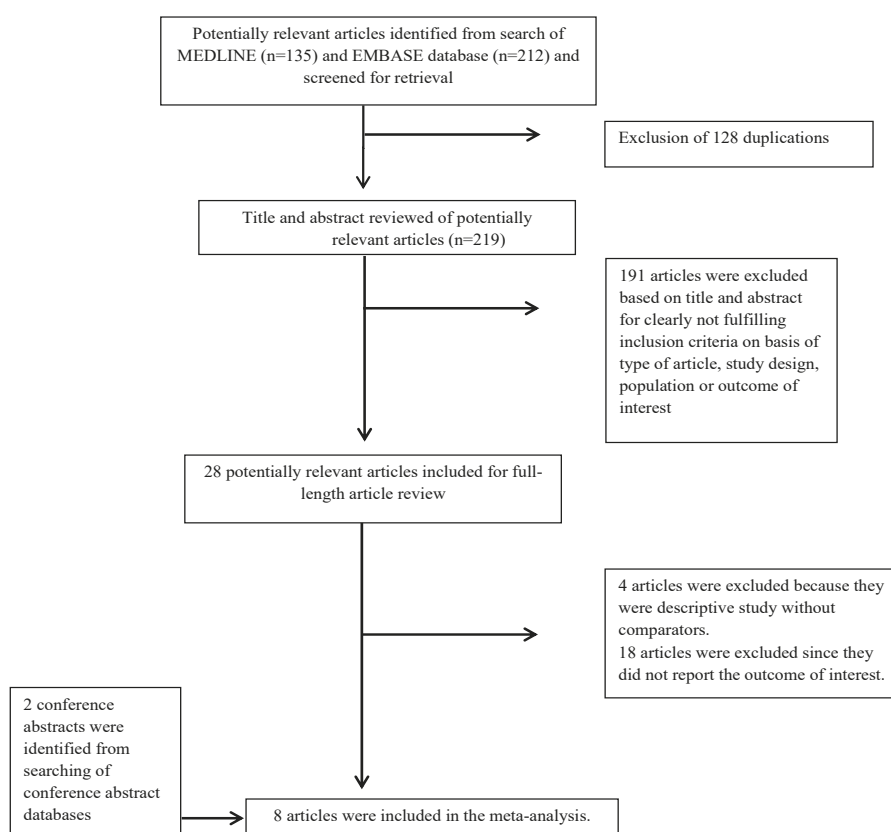 Potentially relevant articles identified from search of
MEDLINE (n=135) and EMBASE database (n=212) and
screened for retrieval
Exclusion of 128 duplications
Title and abstract reviewed of potentially
relevant articles (n=219)
191 articles were excluded
based on title and abstract
for clearly not fulfilling
inclusion criteria on basis of
type of article, study design,
population or outcome of
interest
28 potentially relevant articles included for full-
length article review
4 articles were excluded because they
were descriptive study without
comparators.
18 articles were excluded since they
did not report the outcome of interest.
2 conference
abstracts were
identified from
searching of
conference abstract
databases
8 articles were included in the meta-analysis.